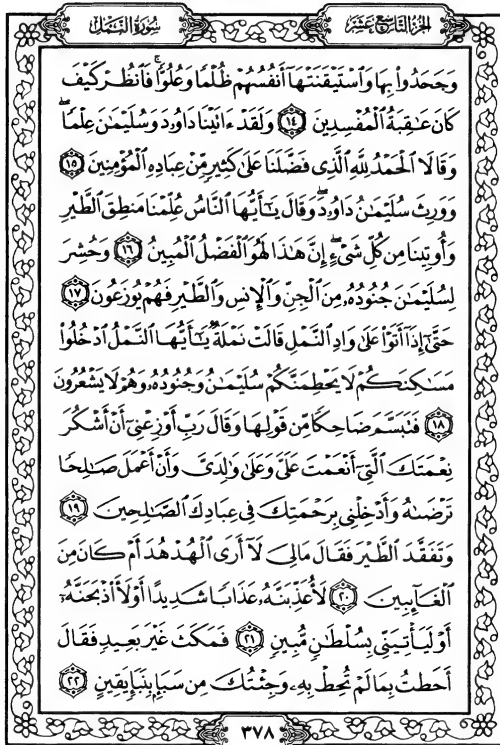 الجزء التاسع عشر
سورة النمل
وَجَحَدُوا۟ بِهَا وَٱسْتَيْقَنَتْهَآ أَنفُسُهُمْ ظُلْمًا وَعُلُوًّا ۚ فَٱنظُرْ كَيْفَ
كَانَ عَٰقِبَةُ ٱلْمُفْسِدِينَ ١٤ وَلَقَدْ ءَاتَيْنَا دَاوُۥدَ وَسُلَيْمَٰنَ عِلْمًا ۖ
وَقَالَا ٱلْحَمْدُ لِلَّهِ ٱلَّذِى فَضَّلَنَا عَلَىٰ كَثِيرٍ مِّنْ عِبَادِهِ ٱلْمُؤْمِنِينَ ١٥
وَوَرِثَ سُلَيْمَٰنُ دَاوُۥدَ ۖ وَقَالَ يَٰٓأَيُّهَا ٱلنَّاسُ عُلِّمْنَا مَنطِقَ ٱلطَّيْرِ
وَأُوتِينَا مِن كُلِّ شَىْءٍ ۖ إِنَّ هَٰذَا لَهُوَ ٱلْفَضْلُ ٱلْمُبِينُ ١٦ وَحُشِرَ
لِسُلَيْمَٰنَ جُنُودُهُۥ مِنَ ٱلْجِنِّ وَٱلْإِنسِ وَٱلطَّيْرِ فَهُمْ يُوزَعُونَ ١٧
حَتَّىٰٓ إِذَآ أَتَوْا۟ عَلَىٰ وَادِ ٱلنَّمْلِ قَالَتْ نَمْلَةٌ يَٰٓأَيُّهَا ٱلنَّمْلُ ٱدْخُلُوا۟
مَسَٰكِنَكُمْ لَا يَحْطِمَنَّكُمْ سُلَيْمَٰنُ وَجُنُودُهُۥ وَهُمْ لَا يَشْعُرُونَ
١٨ فَتَبَسَّمَ ضَاحِكًا مِّن قَوْلِهَا وَقَالَ رَبِّ أَوْزِعْنِىٓ أَنْ أَشْكُرَ
نِعْمَتَكَ ٱلَّتِىٓ أَنْعَمْتَ عَلَىَّ وَعَلَىٰ وَٰلِدَىَّ وَأَنْ أَعْمَلَ صَٰلِحًا
تَرْضَىٰهُ وَأَدْخِلْنِى بِرَحْمَتِكَ فِى عِبَادِكَ ٱلصَّٰلِحِينَ ١٩
وَتَفَقَّدَ ٱلطَّيْرَ فَقَالَ مَالِىَ لَآ أَرَى ٱلْهُدْهُدَ أَمْ كَانَ مِنَ
ٱلْغَآئِبِينَ ٢٠ لَأُعَذِّبَنَّهُۥ عَذَابًا شَدِيدًا أَوْ لَأَا۟ذْبَحَنَّهُۥٓ
أَوْ لَيَأْتِيَنِّى بِسُلْطَٰنٍ مُّبِينٍ ٢١ فَمَكَثَ غَيْرَ بَعِيدٍ فَقَالَ
أَحَطتُ بِمَا لَمْ تُحِطْ بِهِۦ وَجِئْتُكَ مِن سَبَإٍۭ بِنَبَإٍ يَقِينٍ ٢٢
٣٧٨